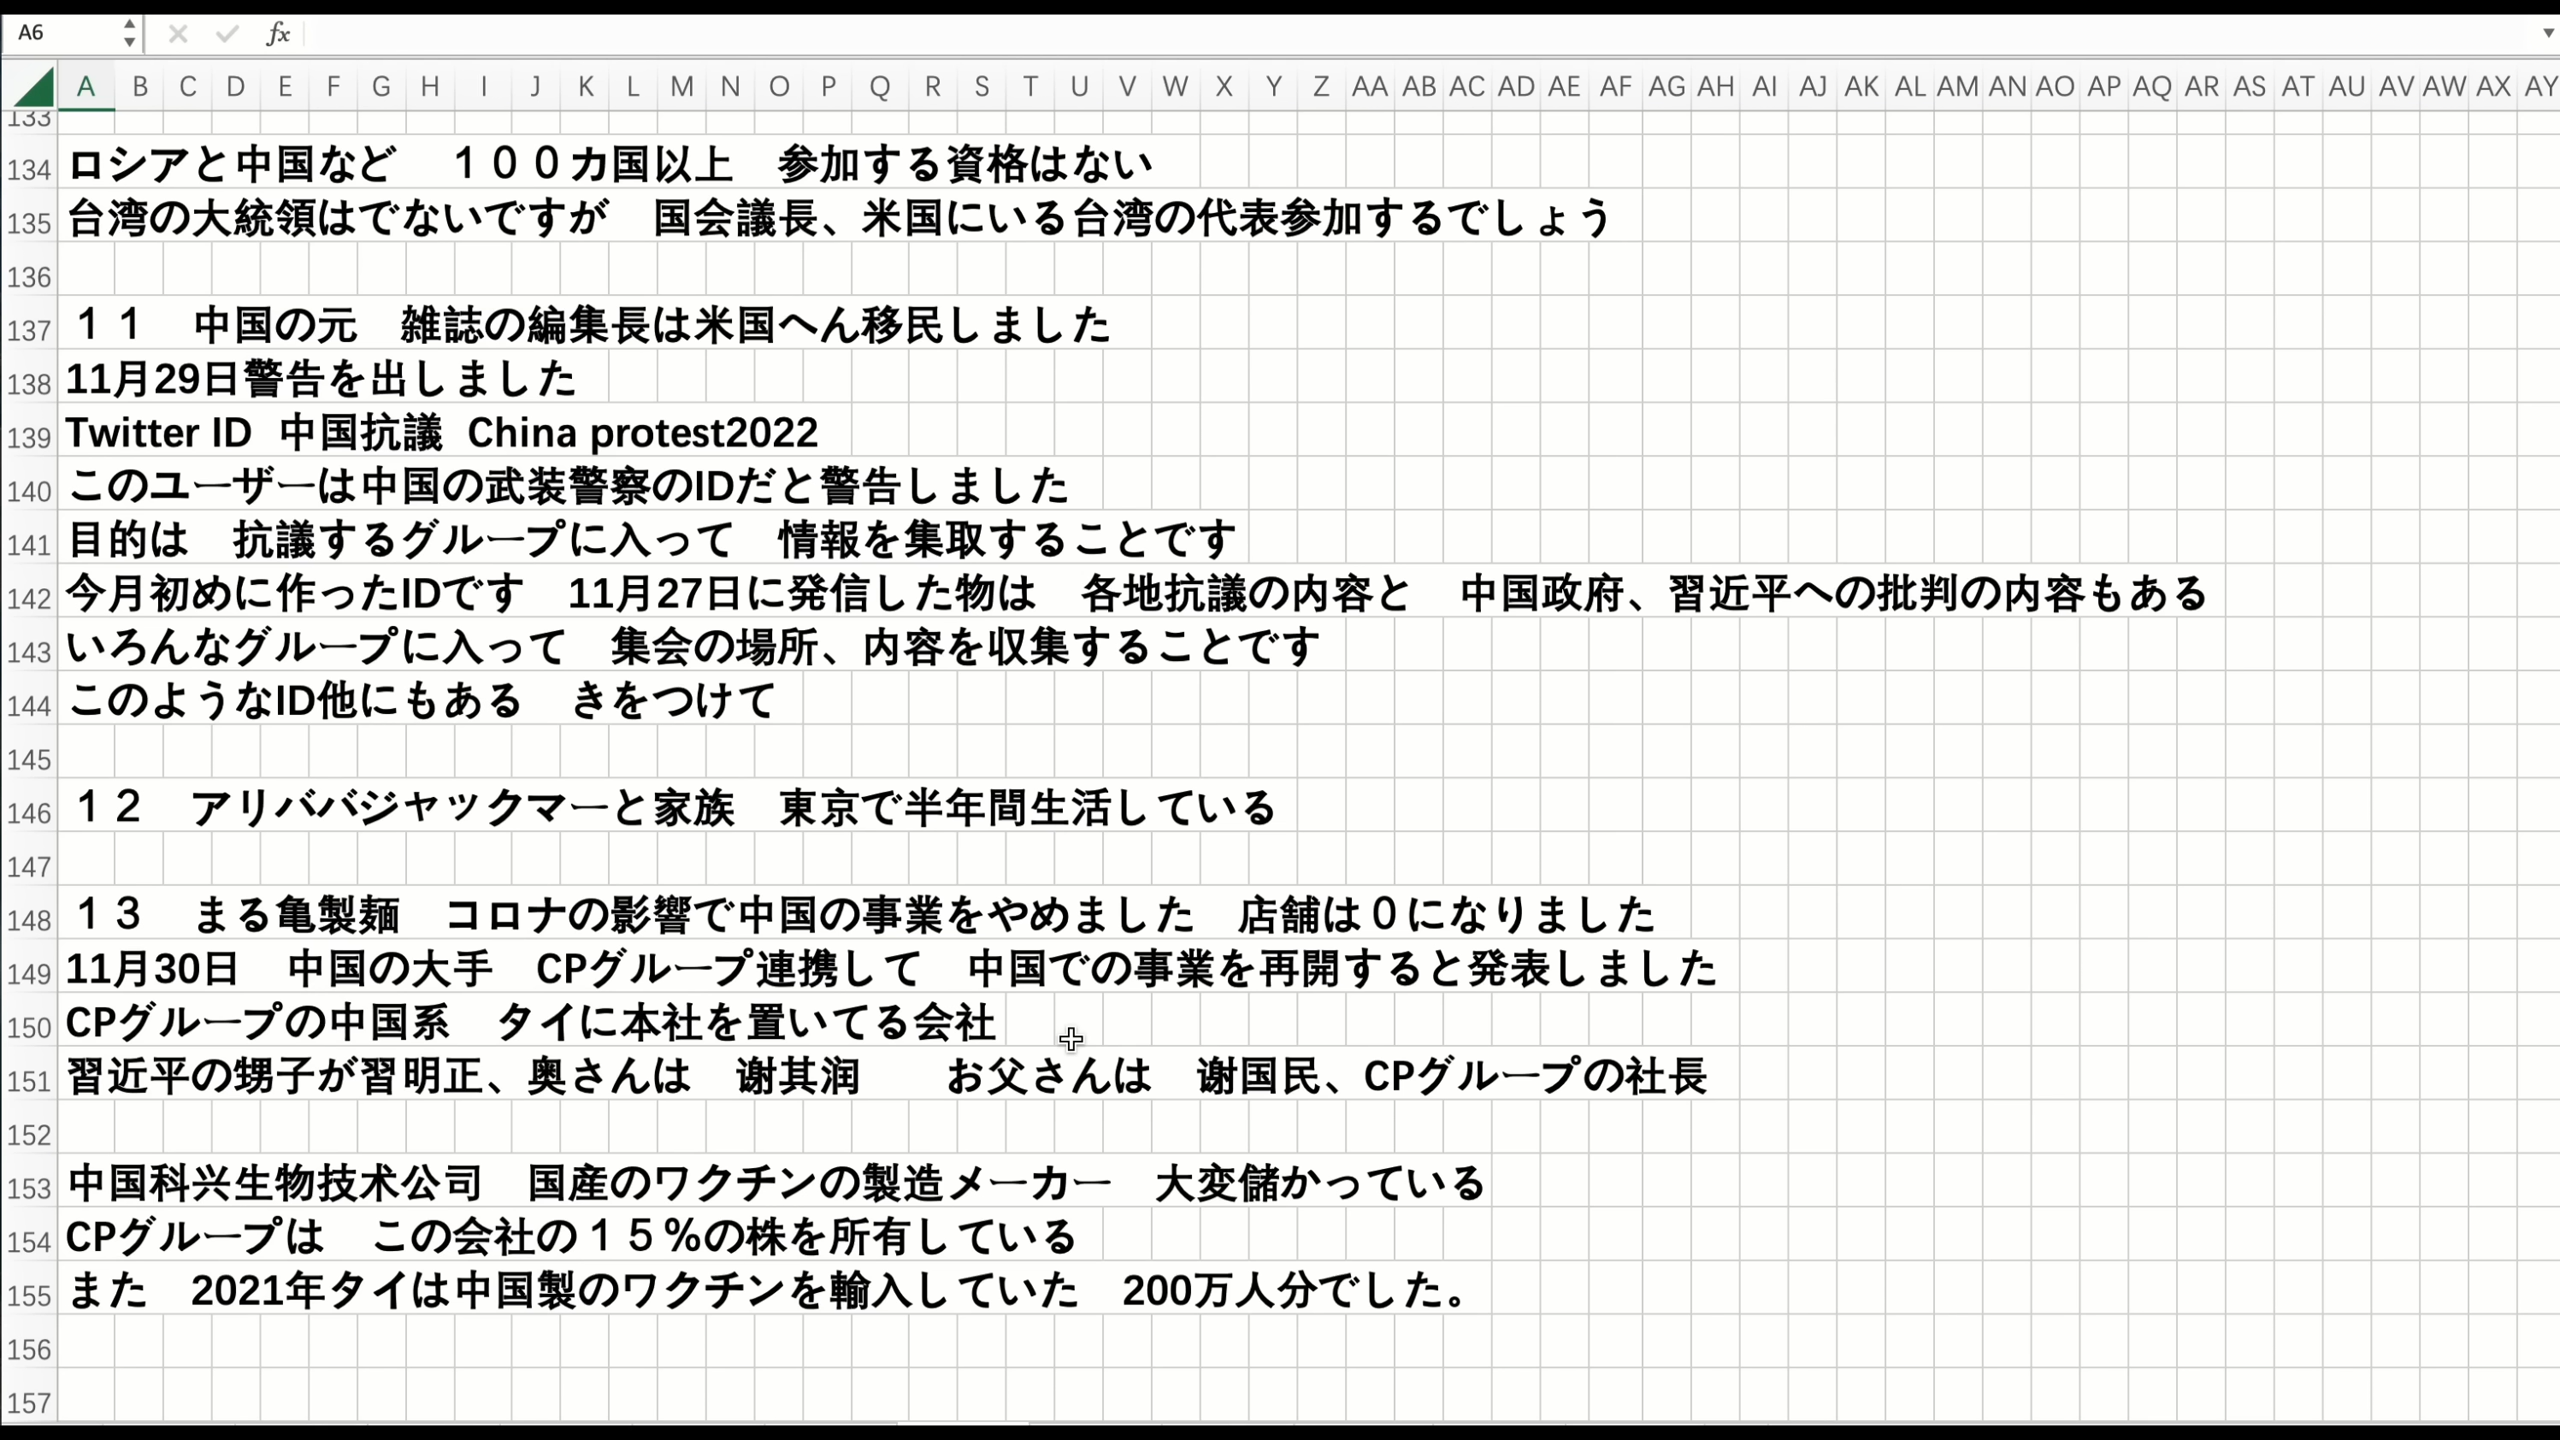 A6 fx
A B C D E F G H I J K L M N O P Q R S T U V W X Y Z AA AB AC AD AE AF AG AH AI AJ AK AL AM AN AO AP AQ AR AS AT AU AV AW AX AY
133
134 ロシアと中国など　１００カ国以上　参加する資格はない
135 台湾の大統領はでないですが　国会議長、米国にいる台湾の代表参加するでしょう
136
137 １１　中国の元　雑誌の編集長は米国へん移民しました
138 11月29日警告を出しました
139 Twitter ID 中国抗議 China protest2022
140 このユーザーは中国の武装警察のIDだと警告しました
141 目的は　抗議するグループに入って　情報を集取することです
142 今月初めに作ったIDです　11月27日に発信した物は　各地抗議の内容と　中国政府、習近平への批判の内容もある
143 いろんなグループに入って　集会の場所、内容を収集することです
144 このようなID他にもある　きをつけて
145
146 １２　アリババジャックマーと家族　東京で半年間生活している
147
148 １３　まる亀製麺　コロナの影響で中国の事業をやめました　店舗は０になりました
149 11月30日　中国の大手　CPグループ連携して　中国での事業を再開すると発表しました
150 CPグループの中国系　タイに本社を置いてる会社
151 習近平の甥子が習明正、奥さんは　谢其润　　お父さんは　谢国民、CPグループの社長
152
153 中国科兴生物技术公司　国産のワクチンの製造メーカー　大変儲かっている
154 CPグループは　この会社の１５％の株を所有している
155 また　2021年タイは中国製のワクチンを輸入していた　200万人分でした。
156
157